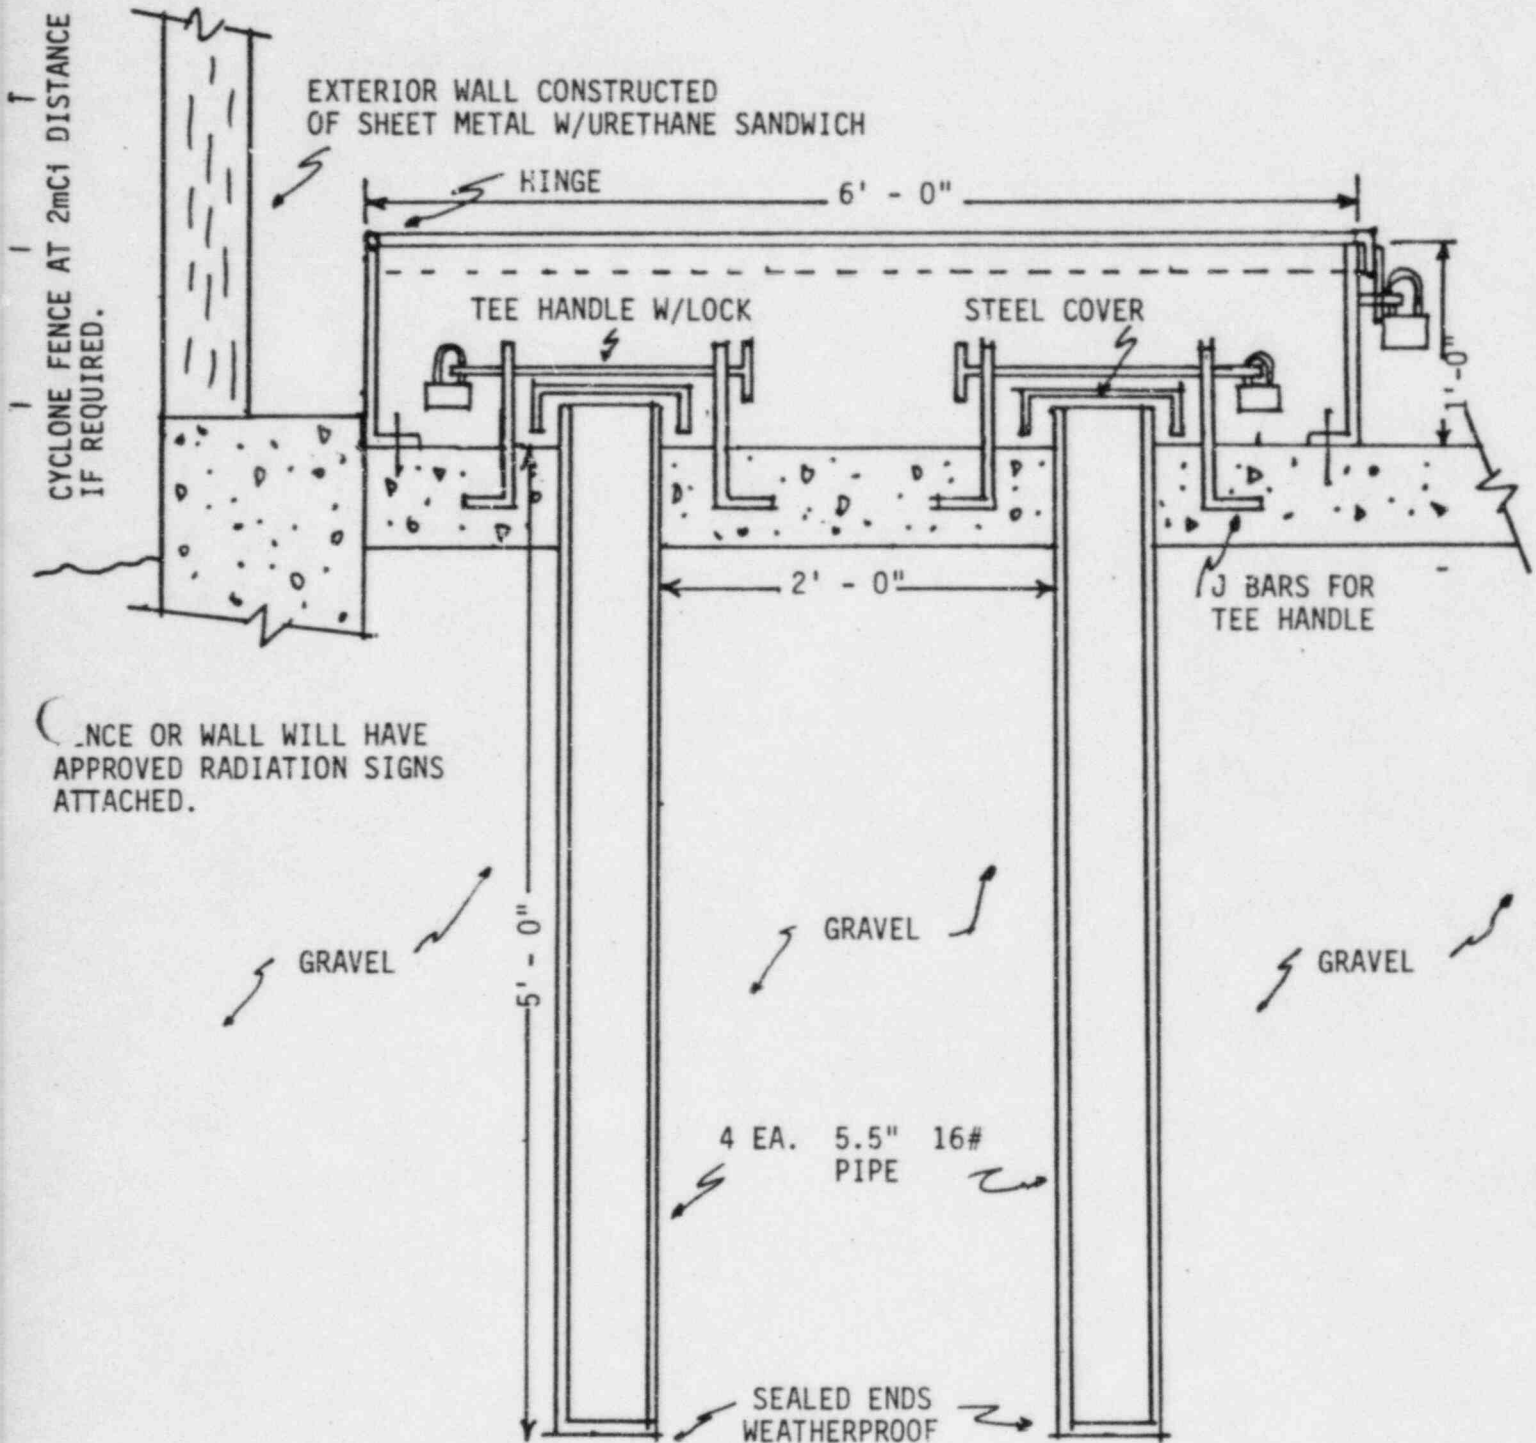 CYCLONE FENCE AT 2mCi DISTANCE
IF REQUIRED.
EXTERIOR WALL CONSTRUCTED
OF SHEET METAL W/URETHANE SANDWICH
HINGE
6' - 0"
TEE HANDLE W/LOCK
STEEL COVER
1'-0"
2' - 0"
J BARS FOR
TEE HANDLE
OR WALL WILL HAVE
APPROVED RADIATION SIGNS
ATTACHED.
5' - 0"
GRAVEL
GRAVEL
GRAVEL
4 EA. 5.5" 16#
PIPE
SEALED ENDS
WEATHERPROOF